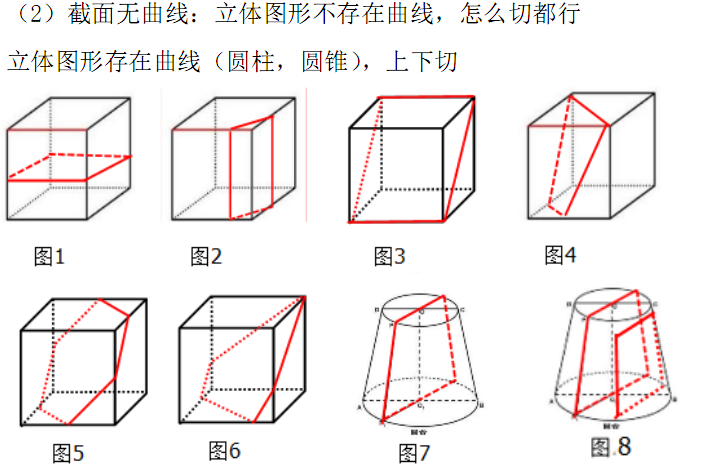 （2）截面无曲线：立体图形不存在曲线，怎么切都行
立体图形存在曲线（圆柱，圆锥），上下切
图1
图2
图3
图4
图5
图6
图7
图.8